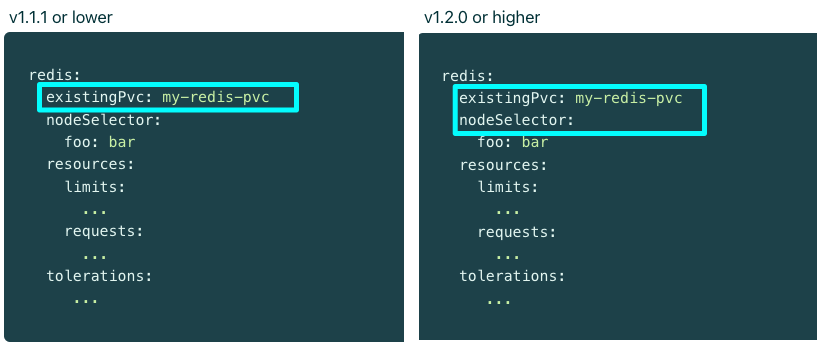 v1.1.1 or lower
redis:
existingPvc: my-redis-pvc
nodeSelector:
foo: bar
resources:
limits:
...
requests:
...
tolerations:
...
v1.2.0 or higher
redis:
existingPvc: my-redis-pvc
nodeSelector:
foo: bar
resources:
limits:
...
requests:
...
tolerations:
...